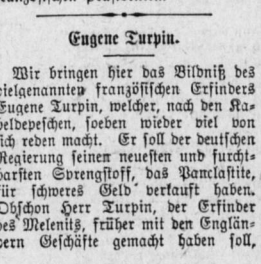 Eugene Turpin.
Wir bringen hier das Bildniß des
vielgenannten französischen Erfinders
Eugene Turpin, welcher, nach den Ka-
beldepeschen, soeben wieder viel von
sich reden macht. Er soll der deutschen
Regierung seinen neuesten und furcht-
barsten Sprengstoff, das Panclastite,
für schweres Geld verkauft haben.
Obschon Herr Turpin, der Erfinder
des Melenits, früher mit den Englän-
dern Geschäfte gemacht haben soll,